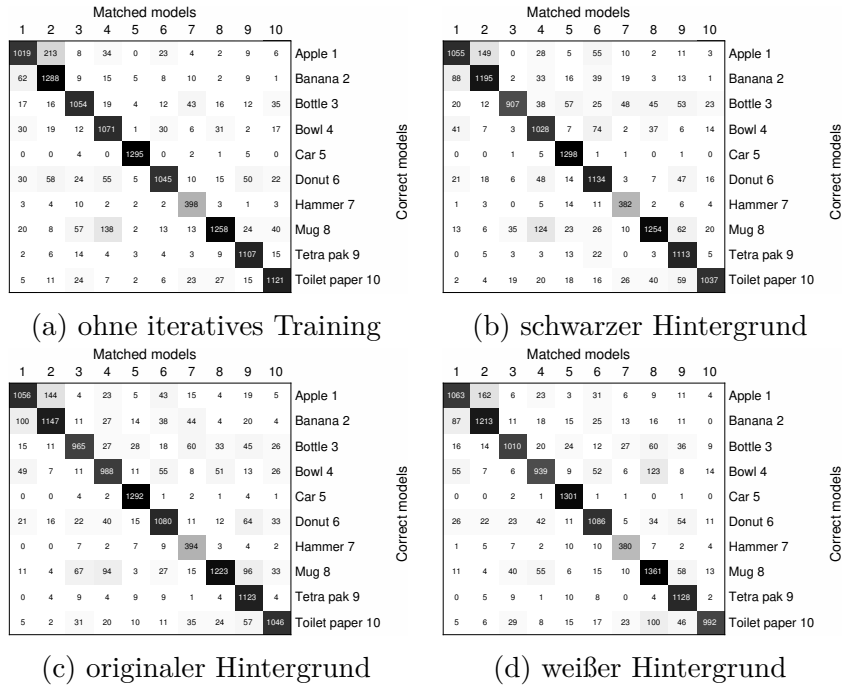 Matched models
1 2 3 4 5 6 7 8 9 10
1019 213 8 34 0 23 4 2 9 6 Apple 1
62 1288 9 15 5 8 10 2 9 1 Banana 2
17 16 1054 19 4 12 43 16 12 35 Bottle 3
30 19 12 1071 1 30 6 31 2 17 Bowl 4
0 0 4 0 1295 0 2 1 5 0 Car 5
30 58 24 55 5 1045 10 15 50 22 Donut 6
3 4 10 2 2 2 398 3 1 3 Hammer 7
20 8 57 138 2 13 13 1258 24 40 Mug 8
2 6 14 4 3 4 3 9 1107 15 Tetra pak 9
5 11 24 7 2 6 23 27 15 1121 Toilet paper 10
Correct models
(a) ohne iteratives Training
Matched models
1 2 3 4 5 6 7 8 9 10
1055 149 0 28 5 55 10 2 11 3 Apple 1
88 1195 2 33 16 39 19 3 13 1 Banana 2
20 12 907 38 57 25 48 45 53 23 Bottle 3
41 7 3 1028 7 74 2 37 6 14 Bowl 4
0 0 1 5 1298 1 1 0 1 0 Car 5
21 18 6 48 14 1134 3 7 47 16 Donut 6
1 3 0 5 14 11 382 2 6 4 Hammer 7
13 6 35 124 23 26 10 1254 62 20 Mug 8
5 2 3 3 13 22 0 3 1113 5 Tetra pak 9
2 4 19 20 18 16 26 40 59 1037 Toilet paper 10
Correct models
(b) schwarzer Hintergrund
Matched models
1 2 3 4 5 6 7 8 9 10
1056 144 4 23 5 43 15 4 19 5 Apple 1
100 1147 11 27 14 38 44 4 20 4 Banana 2
15 11 965 27 28 18 60 33 45 26 Bottle 3
49 7 11 988 11 55 8 51 13 26 Bowl 4
0 0 4 2 1292 1 2 1 4 1 Car 5
21 16 22 40 15 1080 11 12 64 33 Donut 6
0 0 7 2 7 9 394 3 4 2 Hammer 7
11 4 67 94 3 27 15 1223 96 33 Mug 8
0 4 9 4 9 9 1 4 1123 4 Tetra pak 9
5 2 31 20 10 11 35 24 57 1046 Toilet paper 10
Correct models
(c) originaler Hintergrund
Matched models
1 2 3 4 5 6 7 8 9 10
1063 162 6 23 3 31 6 9 11 4 Apple 1
87 1213 11 18 15 25 13 16 11 0 Banana 2
16 14 1010 20 24 12 27 60 36 9 Bottle 3
55 7 6 939 9 52 6 123 8 14 Bowl 4
0 0 2 1 1301 1 1 0 1 0 Car 5
26 22 23 42 11 1086 5 34 54 11 Donut 6
1 5 7 2 10 10 380 7 2 4 Hammer 7
11 4 40 55 6 15 10 1361 58 13 Mug 8
0 5 9 1 10 8 0 4 1128 2 Tetra pak 9
5 6 29 8 15 17 23 100 46 992 Toilet paper 10
Correct models
(d) weißer Hintergrund